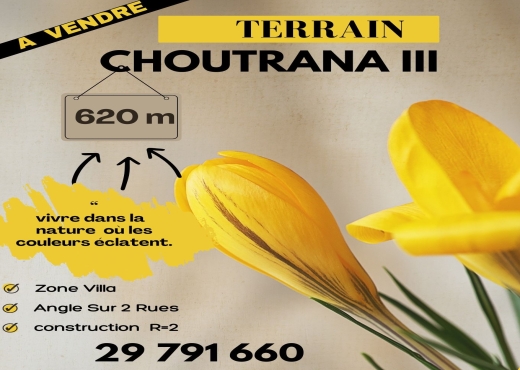 A VENDRE
TERRAIN
CHOUTRANA III
620 m
“
vivre dans la
nature où les
couleurs éclatent.
Zone Villa
Angle Sur 2 Rues
construction R=2
29 791 660